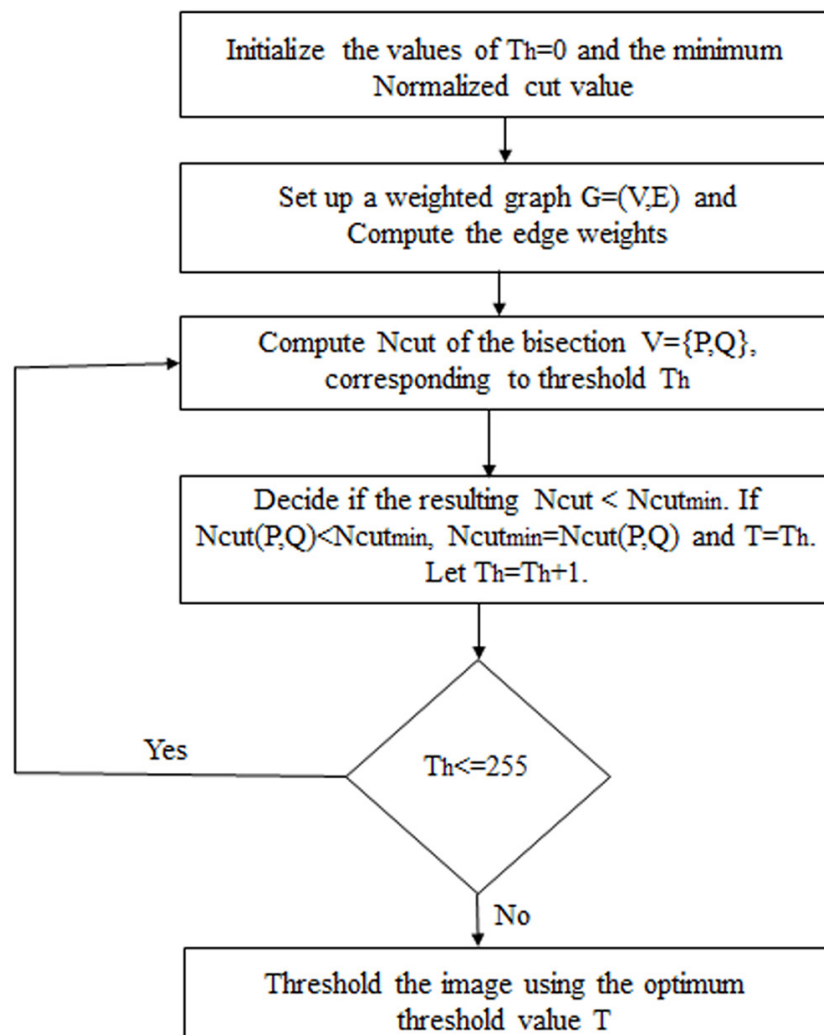 Initialize the values of Th=0 and the minimum
Normalized cut value
Set up a weighted graph G=(V,E) and
Compute the edge weights
Compute Ncut of the bisection V={P,Q},
corresponding to threshold Th
Decide if the resulting Ncut < Ncutmin. If
Ncut(P,Q)<Ncutmin, Ncutmin=Ncut(P,Q) and T=Th.
Let Th=Th+1.
Yes
Th<=255
No
Threshold the image using the optimum
threshold value T